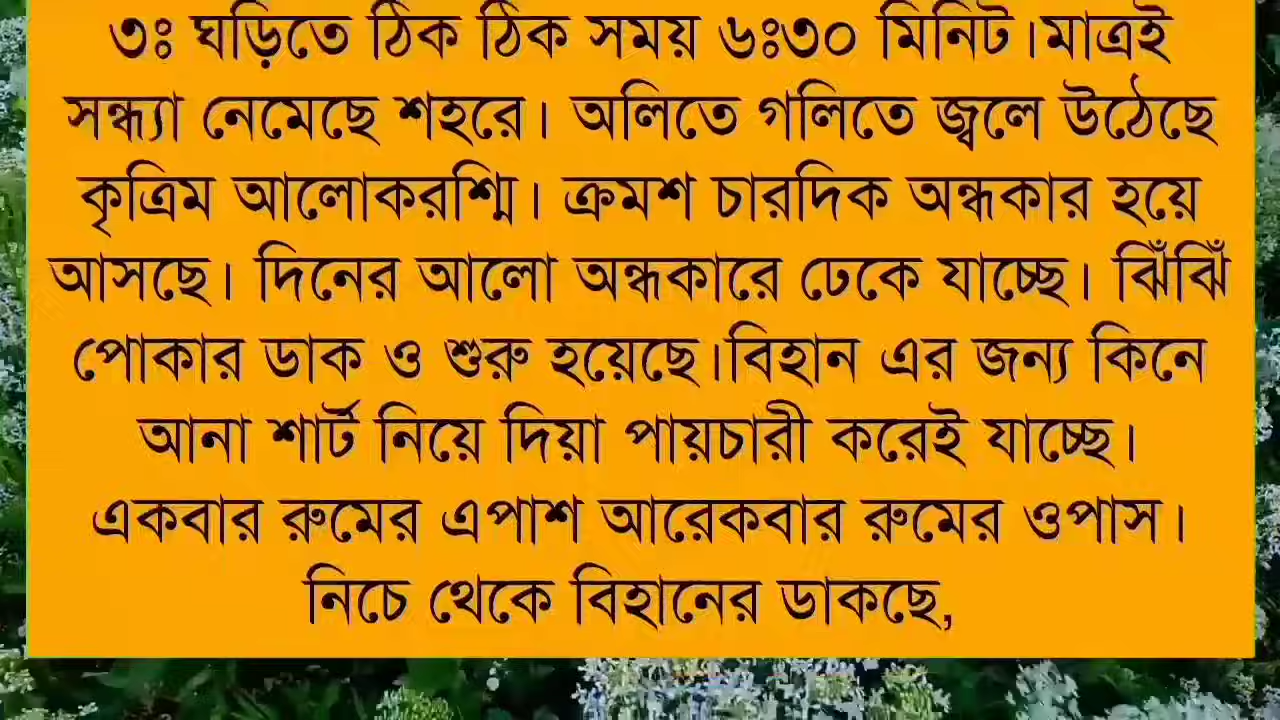 ৩ঃ ঘড়িতে ঠিক ঠিক সময় ৬ঃ৩০ মিনিট।মাত্রই
সন্ধ্যা নেমেছে শহরে। অলিতে গলিতে জ্বলে উঠেছে
কৃত্রিম আলোকরশ্মি। ক্রমশ চারদিক অন্ধকার হয়ে
আসছে। দিনের আলো অন্ধকারে ঢেকে যাচ্ছে। ঝিঁঝিঁ
পোকার ডাক ও শুরু হয়েছে।বিহান এর জন্য কিনে
আনা শার্ট নিয়ে দিয়া পায়চারী করেই যাচ্ছে।
একবার রুমের এপাশ আরেকবার রুমের ওপাস।
নিচে থেকে বিহানের ডাকছে,